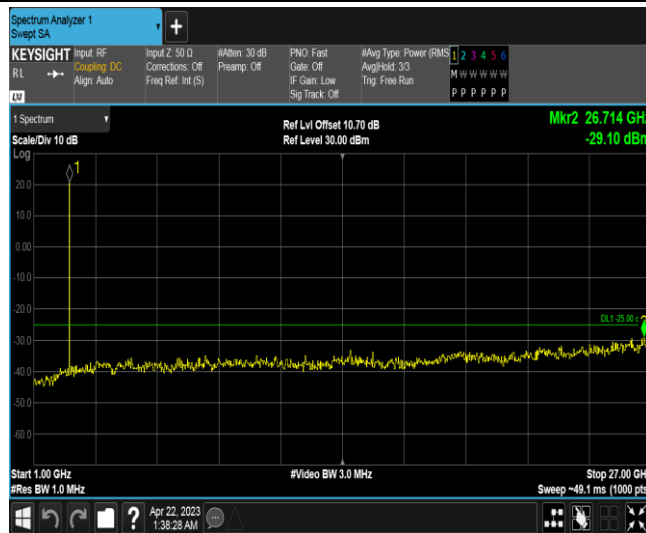 Spectrum Analyzer 1
Swept SA
+
KEYSIGHT
RL
LXI
Input: RF
Coupling: DC
Align: Auto
Input Z: 50 Ω
Corrections: Off
Freq Ref: Int (S)
#Atten: 30 dB
Preamp: Off
PNO: Fast
Gate: Off
IF Gain: Low
Sig Track: Off
#Avg Type: Power (RMS
Avg|Hold: 3/3
Trig: Free Run
1 2 3 4 5 6
M W W W W W
P P P P P P
1 Spectrum
Scale/Div 10 dB
Log
Ref Lvl Offset 10.70 dB
Ref Level 30.00 dBm
Mkr2 26.714 GHz
-29.10 dBm
1
20.0
10.0
0.00
-10.0
-20.0
-30.0
-40.0
-50.0
-60.0
DL1 -25.00
Start 1.00 GHz
#Res BW 1.0 MHz
#Video BW 3.0 MHz
Stop 27.00 GH
Sweep ~49.1 ms (1000 pts
?
Apr 22, 2023
1:38:28 AM